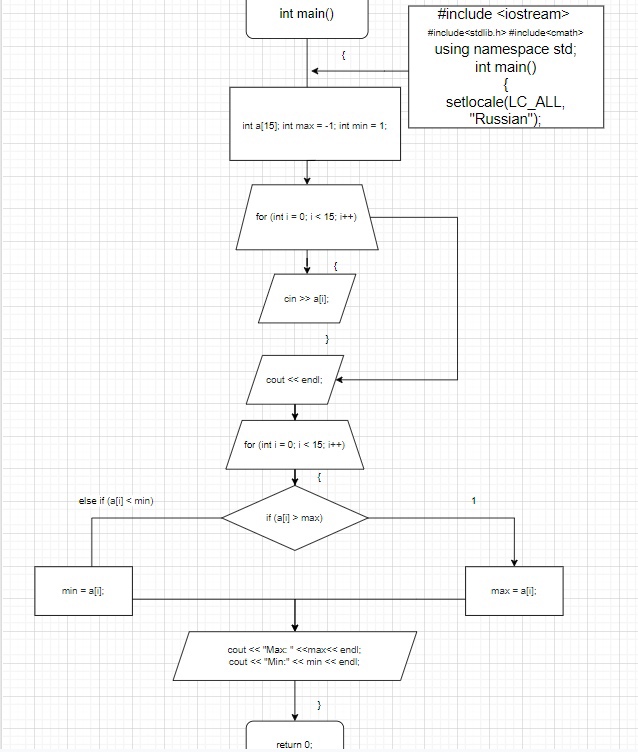 int main()
#include <iostream>
#include<stdlib.h> #include<cmath>
using namespace std;
int main()
{
setlocale(LC_ALL,
"Russian");
{
int a[15]; int max = -1; int min = 1;
for (int i = 0; i < 15; i++)
{
cin >> a[i];
}
cout << endl;
for (int i = 0; i < 15; i++)
{
else if (a[i] < min)
if (a[i] > max)
1
min = a[i];
max = a[i];
cout << "Max: " <<max<< endl;
cout << "Min:" << min << endl;
}
return 0;